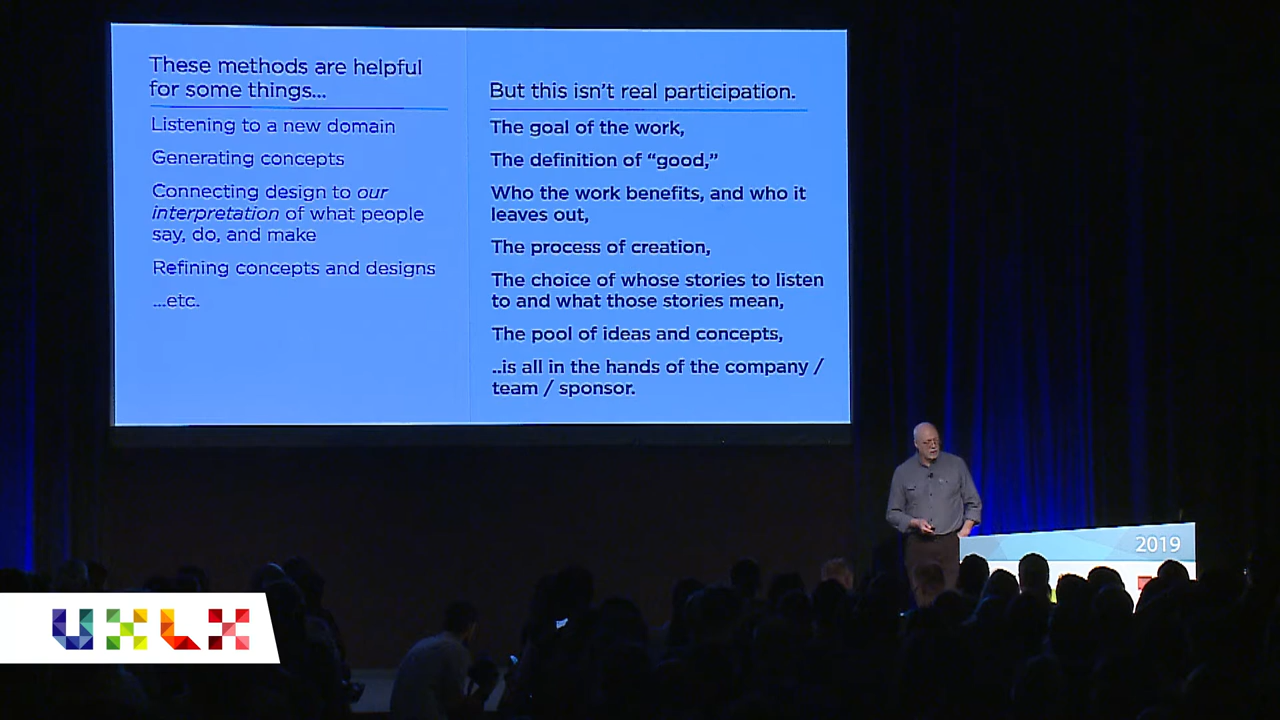 These methods are helpful
for some things...
Listening to a new domain
Generating concepts
Connecting design to our
interpretation of what people
say, do, and make
Refining concepts and designs
...etc.
But this isn't real participation.
The goal of the work,
The definition of “good,”
Who the work benefits, and who it
leaves out,
The process of creation,
The choice of whose stories to listen
to and what those stories mean,
The pool of ideas and concepts,
..is all in the hands of the company /
team / sponsor.
2019
UXLX